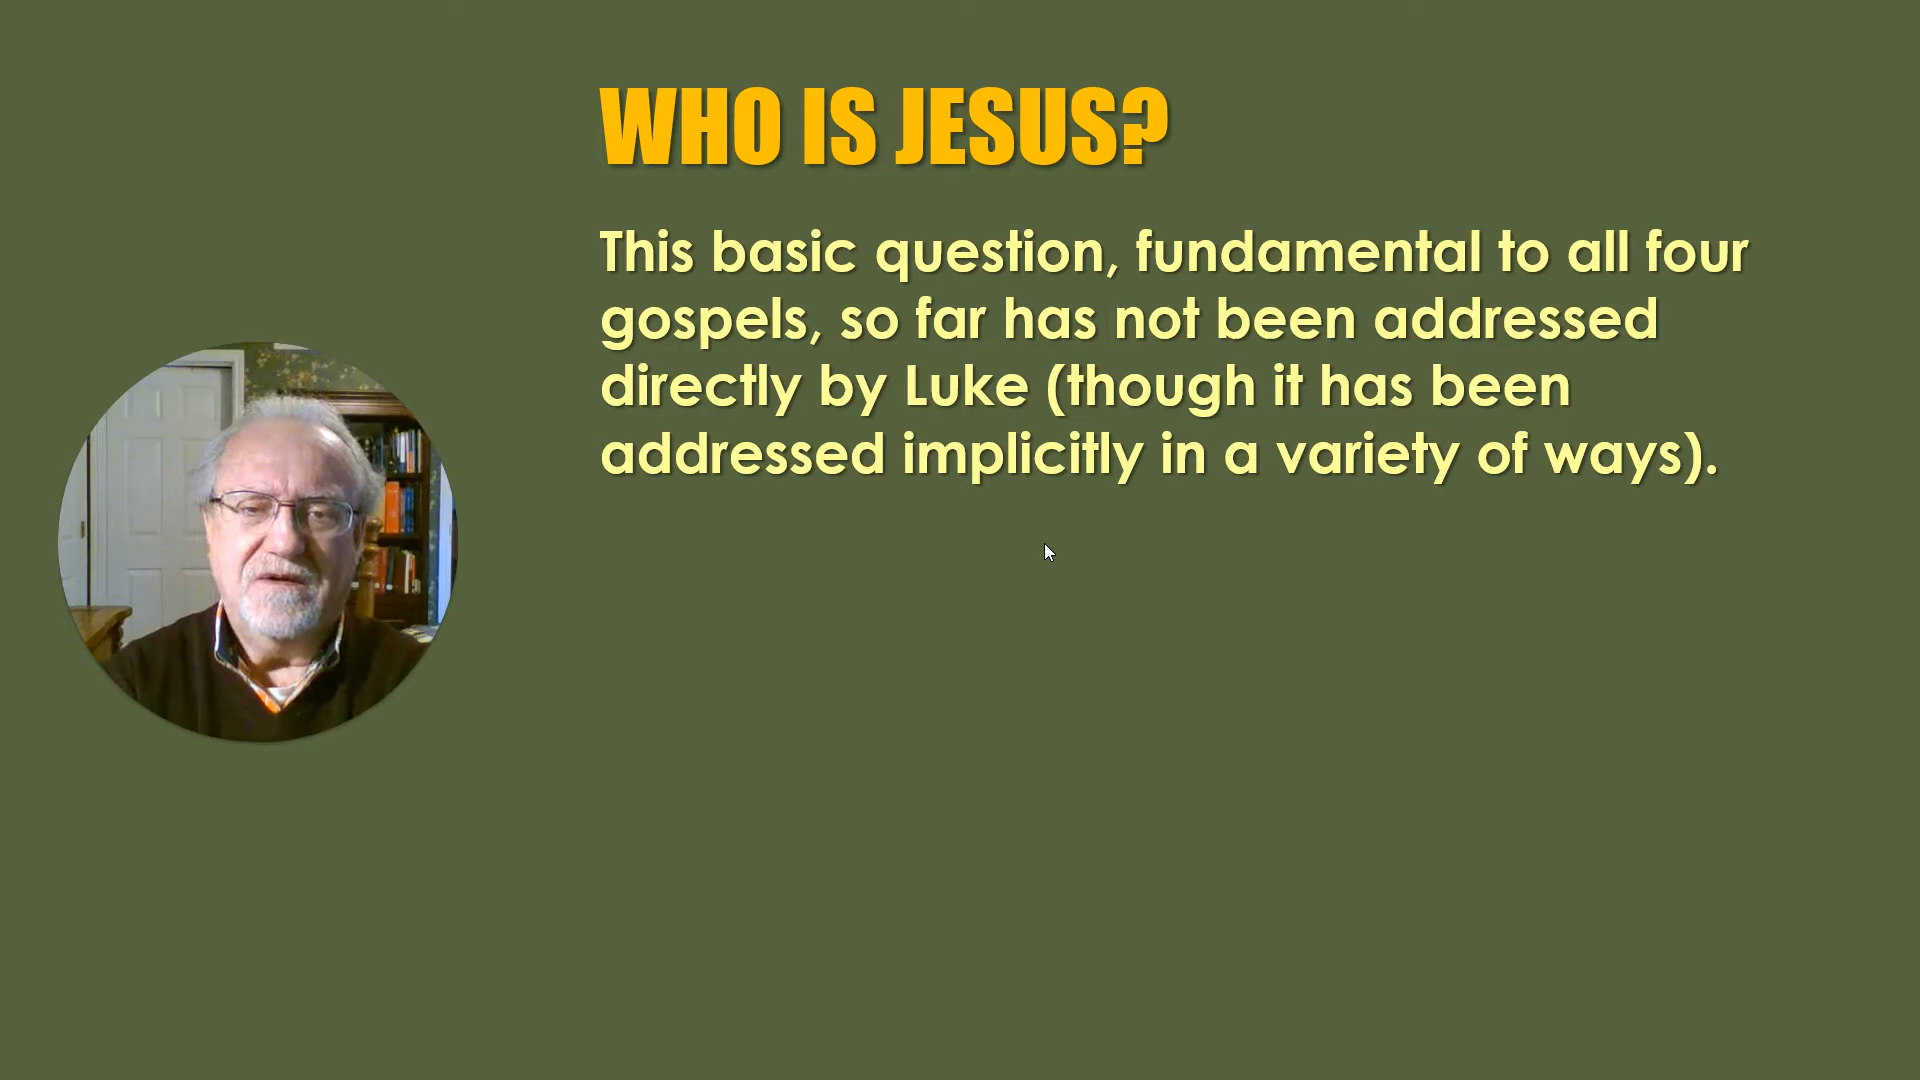 WHO IS JESUS?
This basic question, fundamental to all four
gospels, so far has not been addressed
directly by Luke (though it has been
addressed implicitly in a variety of ways).